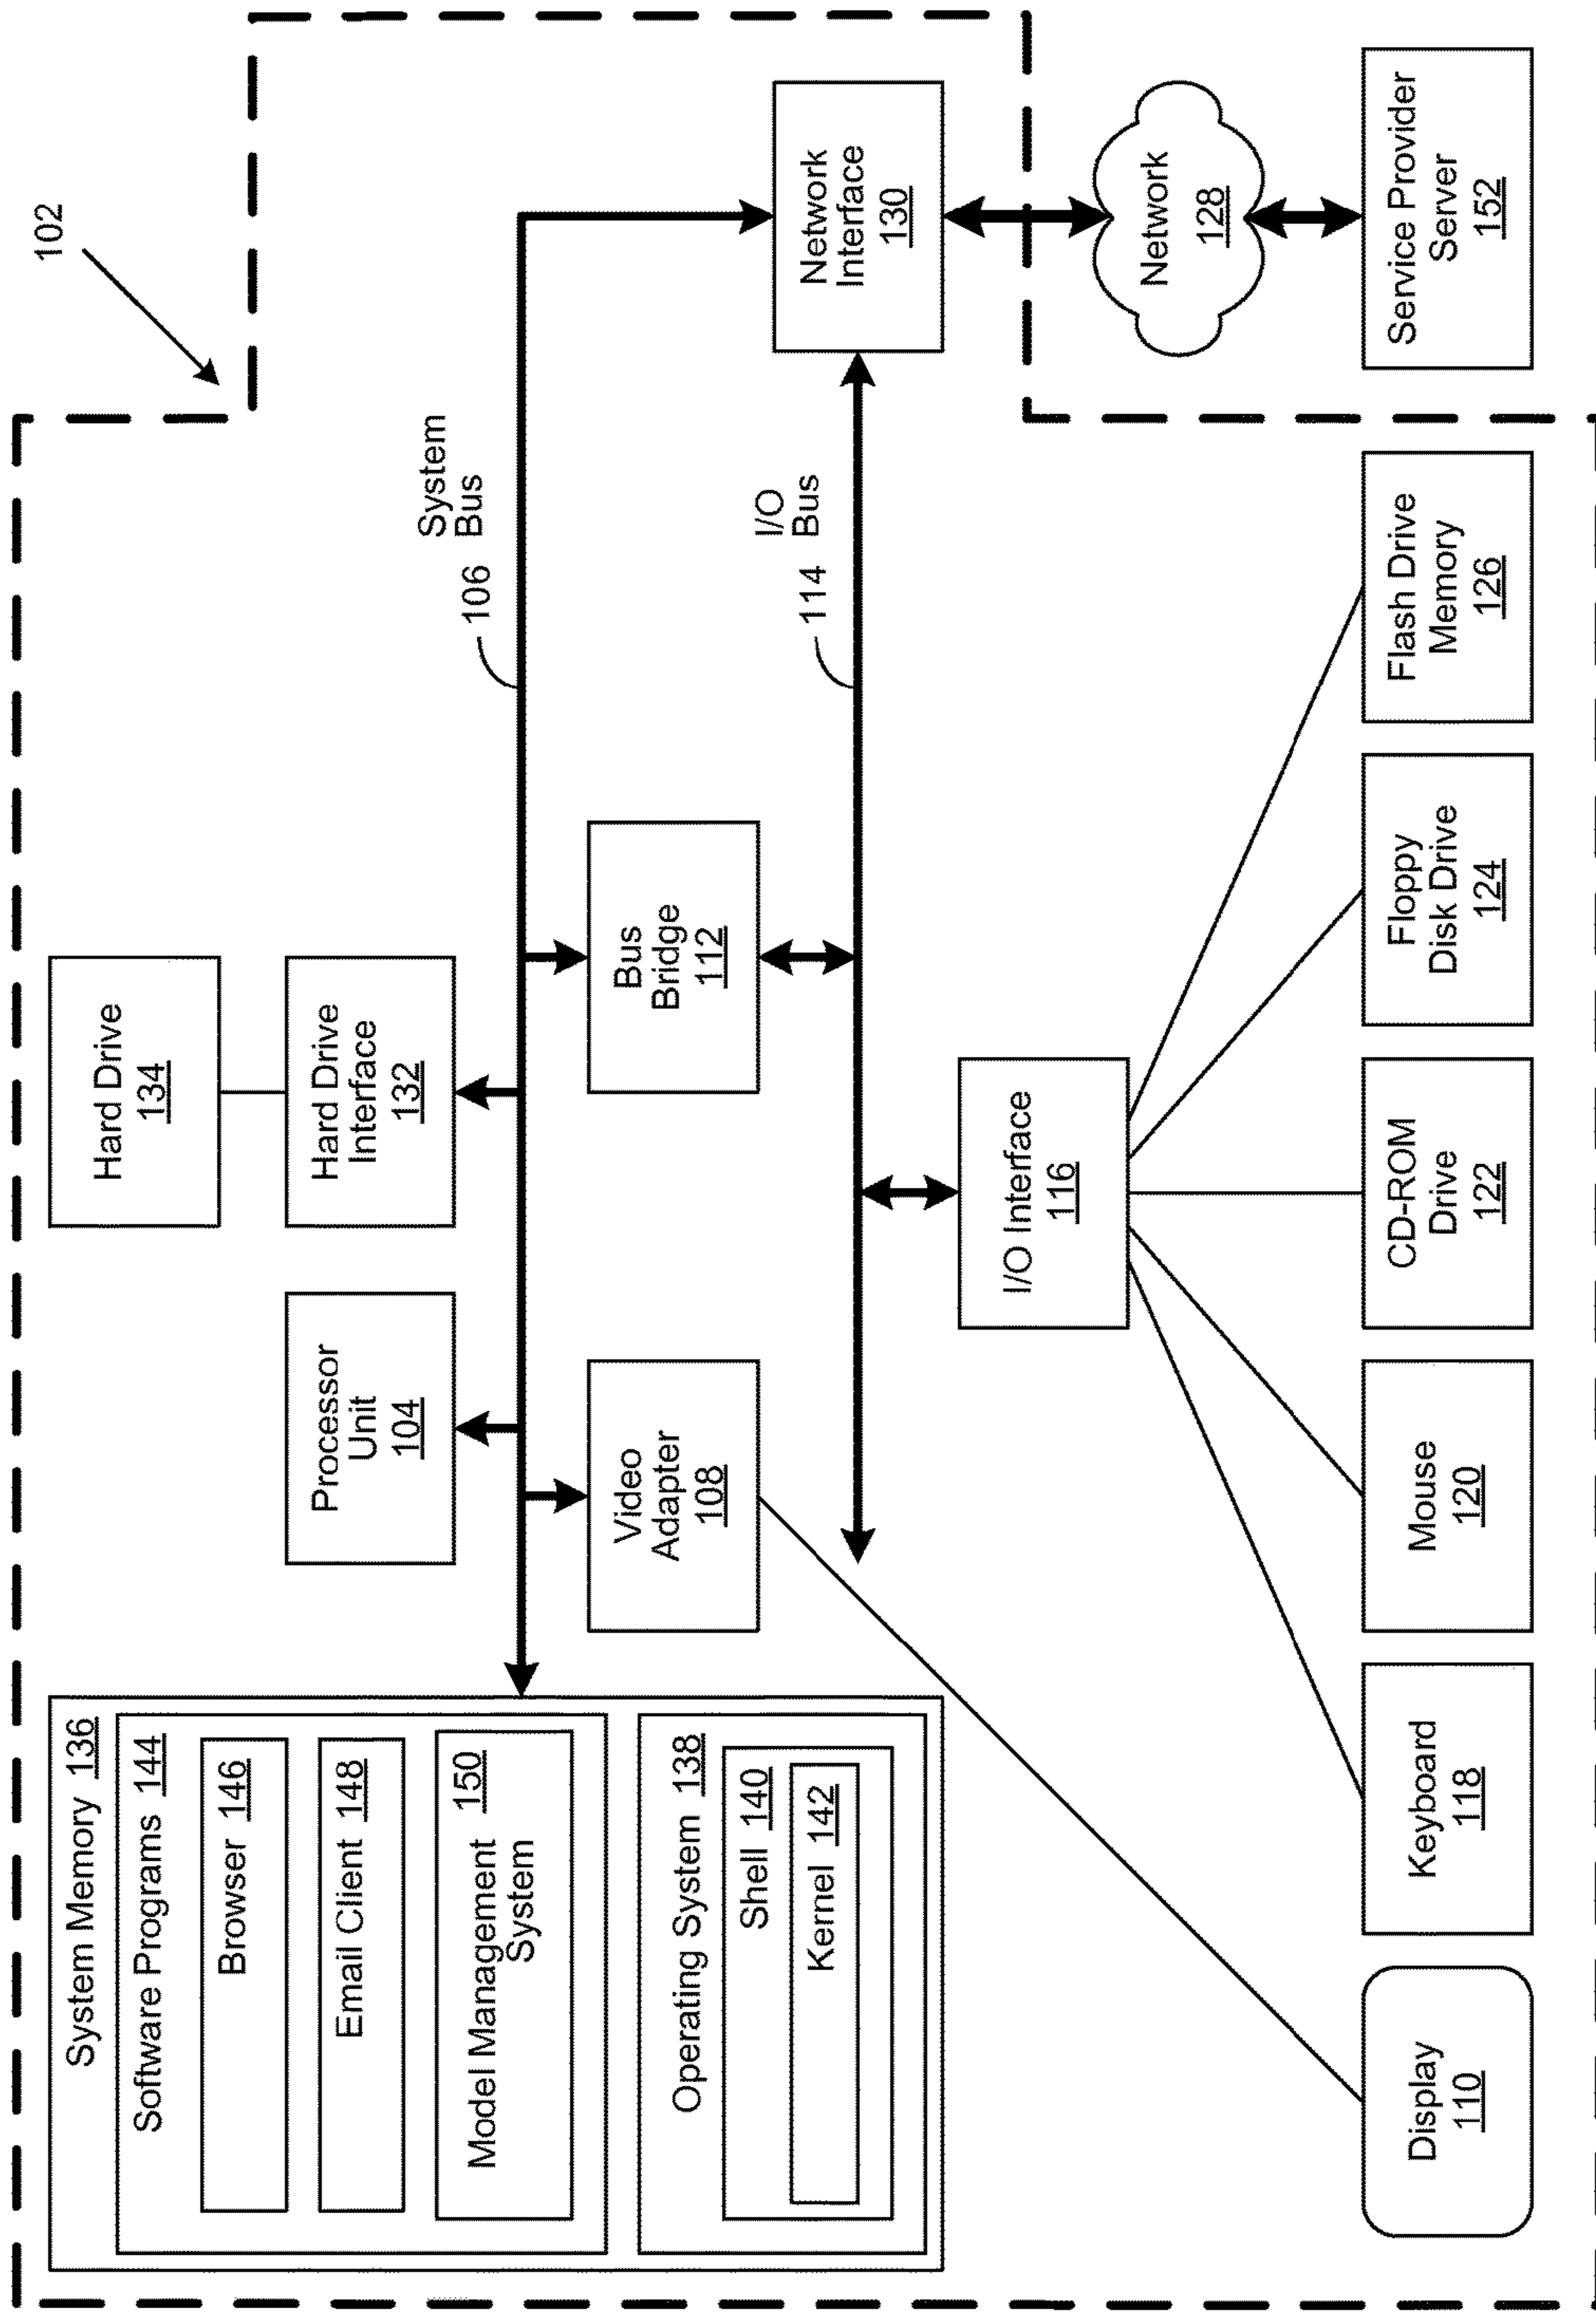 102
System Memory 136
Software Programs 144
Browser 146
Email Client 148
Model Management
System
150
Operating System 138
Shell 140
Kernel 142
Processor
Unit
104
Hard Drive
134
Hard Drive
Interface
132
106
System
Bus
Video
Adapter
108
Bus
Bridge
112
114
I/O
Bus
Network
Interface
130
I/O Interface
116
Network
128
Display
110
Keyboard
118
Mouse
120
CD-ROM
Drive
122
Floppy
Disk Drive
124
Flash Drive
Memory
126
Service Provider
Server
152